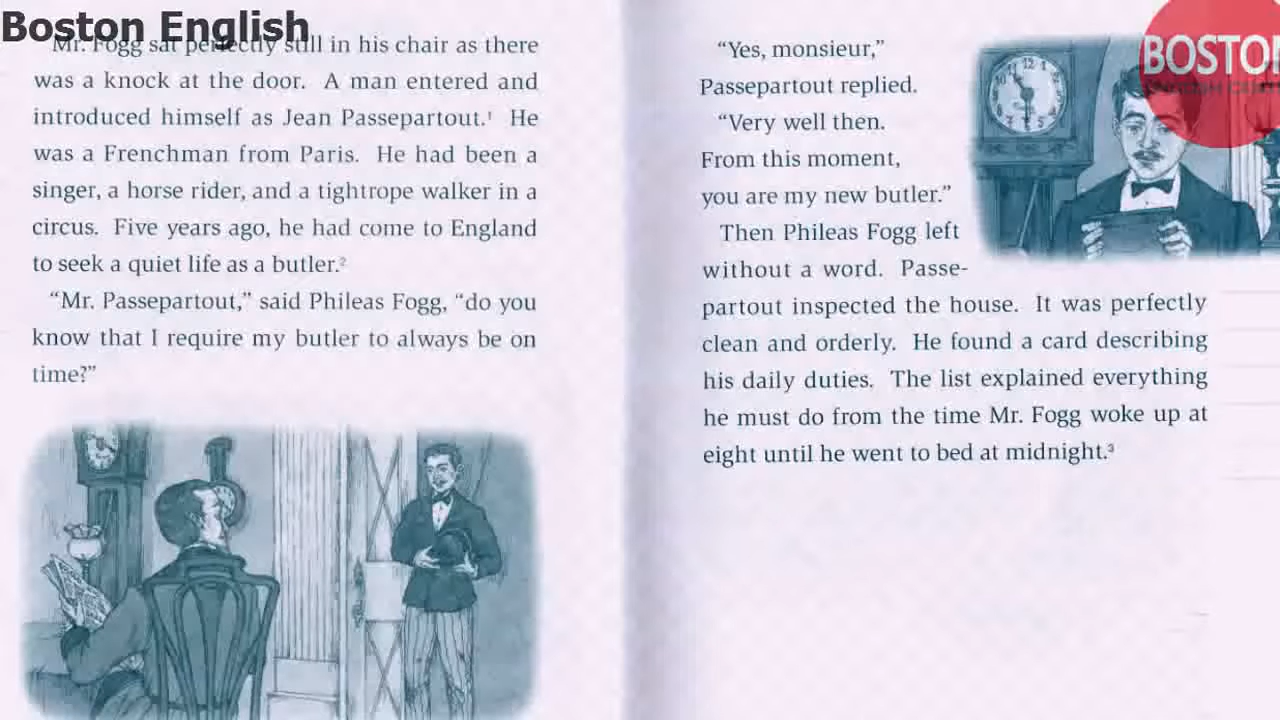 Boston English
Mr. Fogg sat perfectly still in his chair as there
was a knock at the door. A man entered and
introduced himself as Jean Passepartout.¹ He
was a Frenchman from Paris. He had been a
singer, a horse rider, and a tightrope walker in a
circus. Five years ago, he had come to England
to seek a quiet life as a butler.²
“Mr. Passepartout,” said Phileas Fogg, “do you
know that I require my butler to always be on
time?”
“Yes, monsieur,”
Passepartout replied.
“Very well then.
From this moment,
you are my new butler.”
Then Phileas Fogg left
without a word. Passe-
partout inspected the house. It was perfectly
clean and orderly. He found a card describing
his daily duties. The list explained everything
he must do from the time Mr. Fogg woke up at
eight until he went to bed at midnight.³
BOSTON